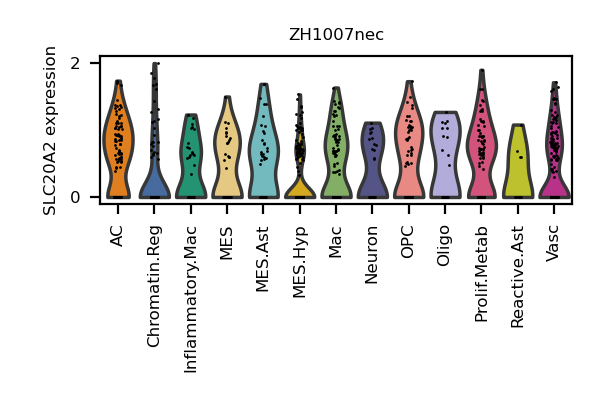 ZH1007nec
SLC20A2 expression
2
0
AC
Chromatin.Reg
Inflammatory.Mac
MES
MES.Ast
MES.Hyp
Mac
Neuron
OPC
Oligo
Prolif.Metab
Reactive.Ast
Vasc